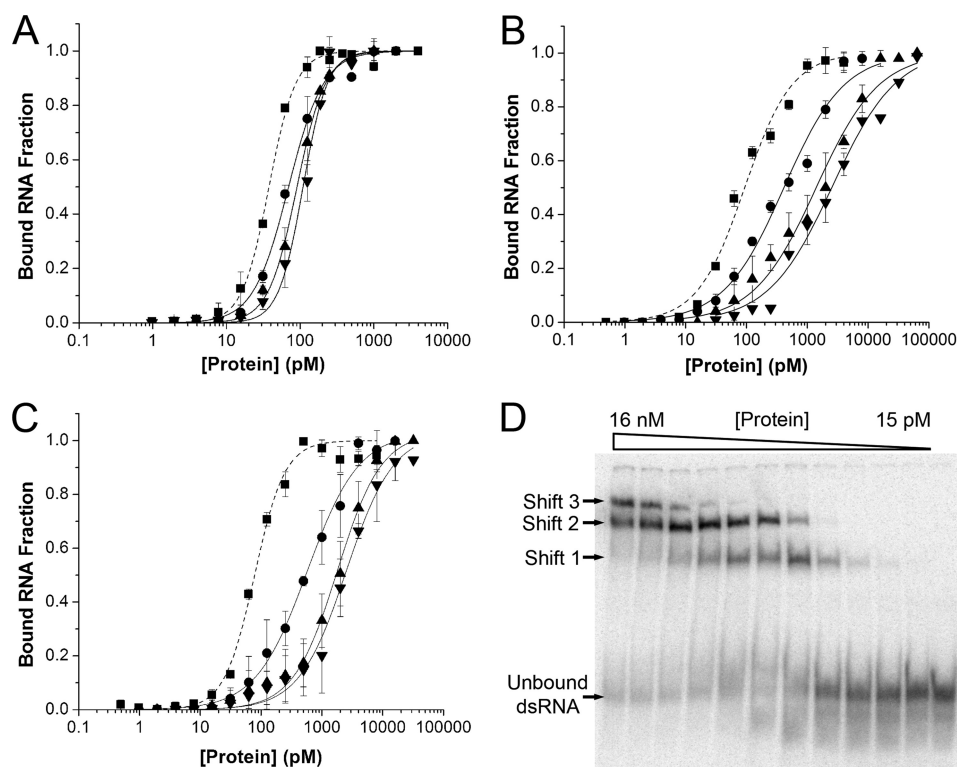 A
Bound RNA Fraction
1.0
0.8
0.6
0.4
0.2
0.0
0.1 1 10 100 1000 10000
[Protein] (pM)
B
Bound RNA Fraction
1.0
0.8
0.6
0.4
0.2
0.0
0.1 1 10 100 1000 10000 100000
[Protein] (pM)
C
Bound RNA Fraction
1.0
0.8
0.6
0.4
0.2
0.0
0.1 1 10 100 1000 10000 100000
[Protein] (pM)
D
16 nM [Protein] 15 pM
Shift 3
Shift 2
Shift 1
Unbound
dsRNA